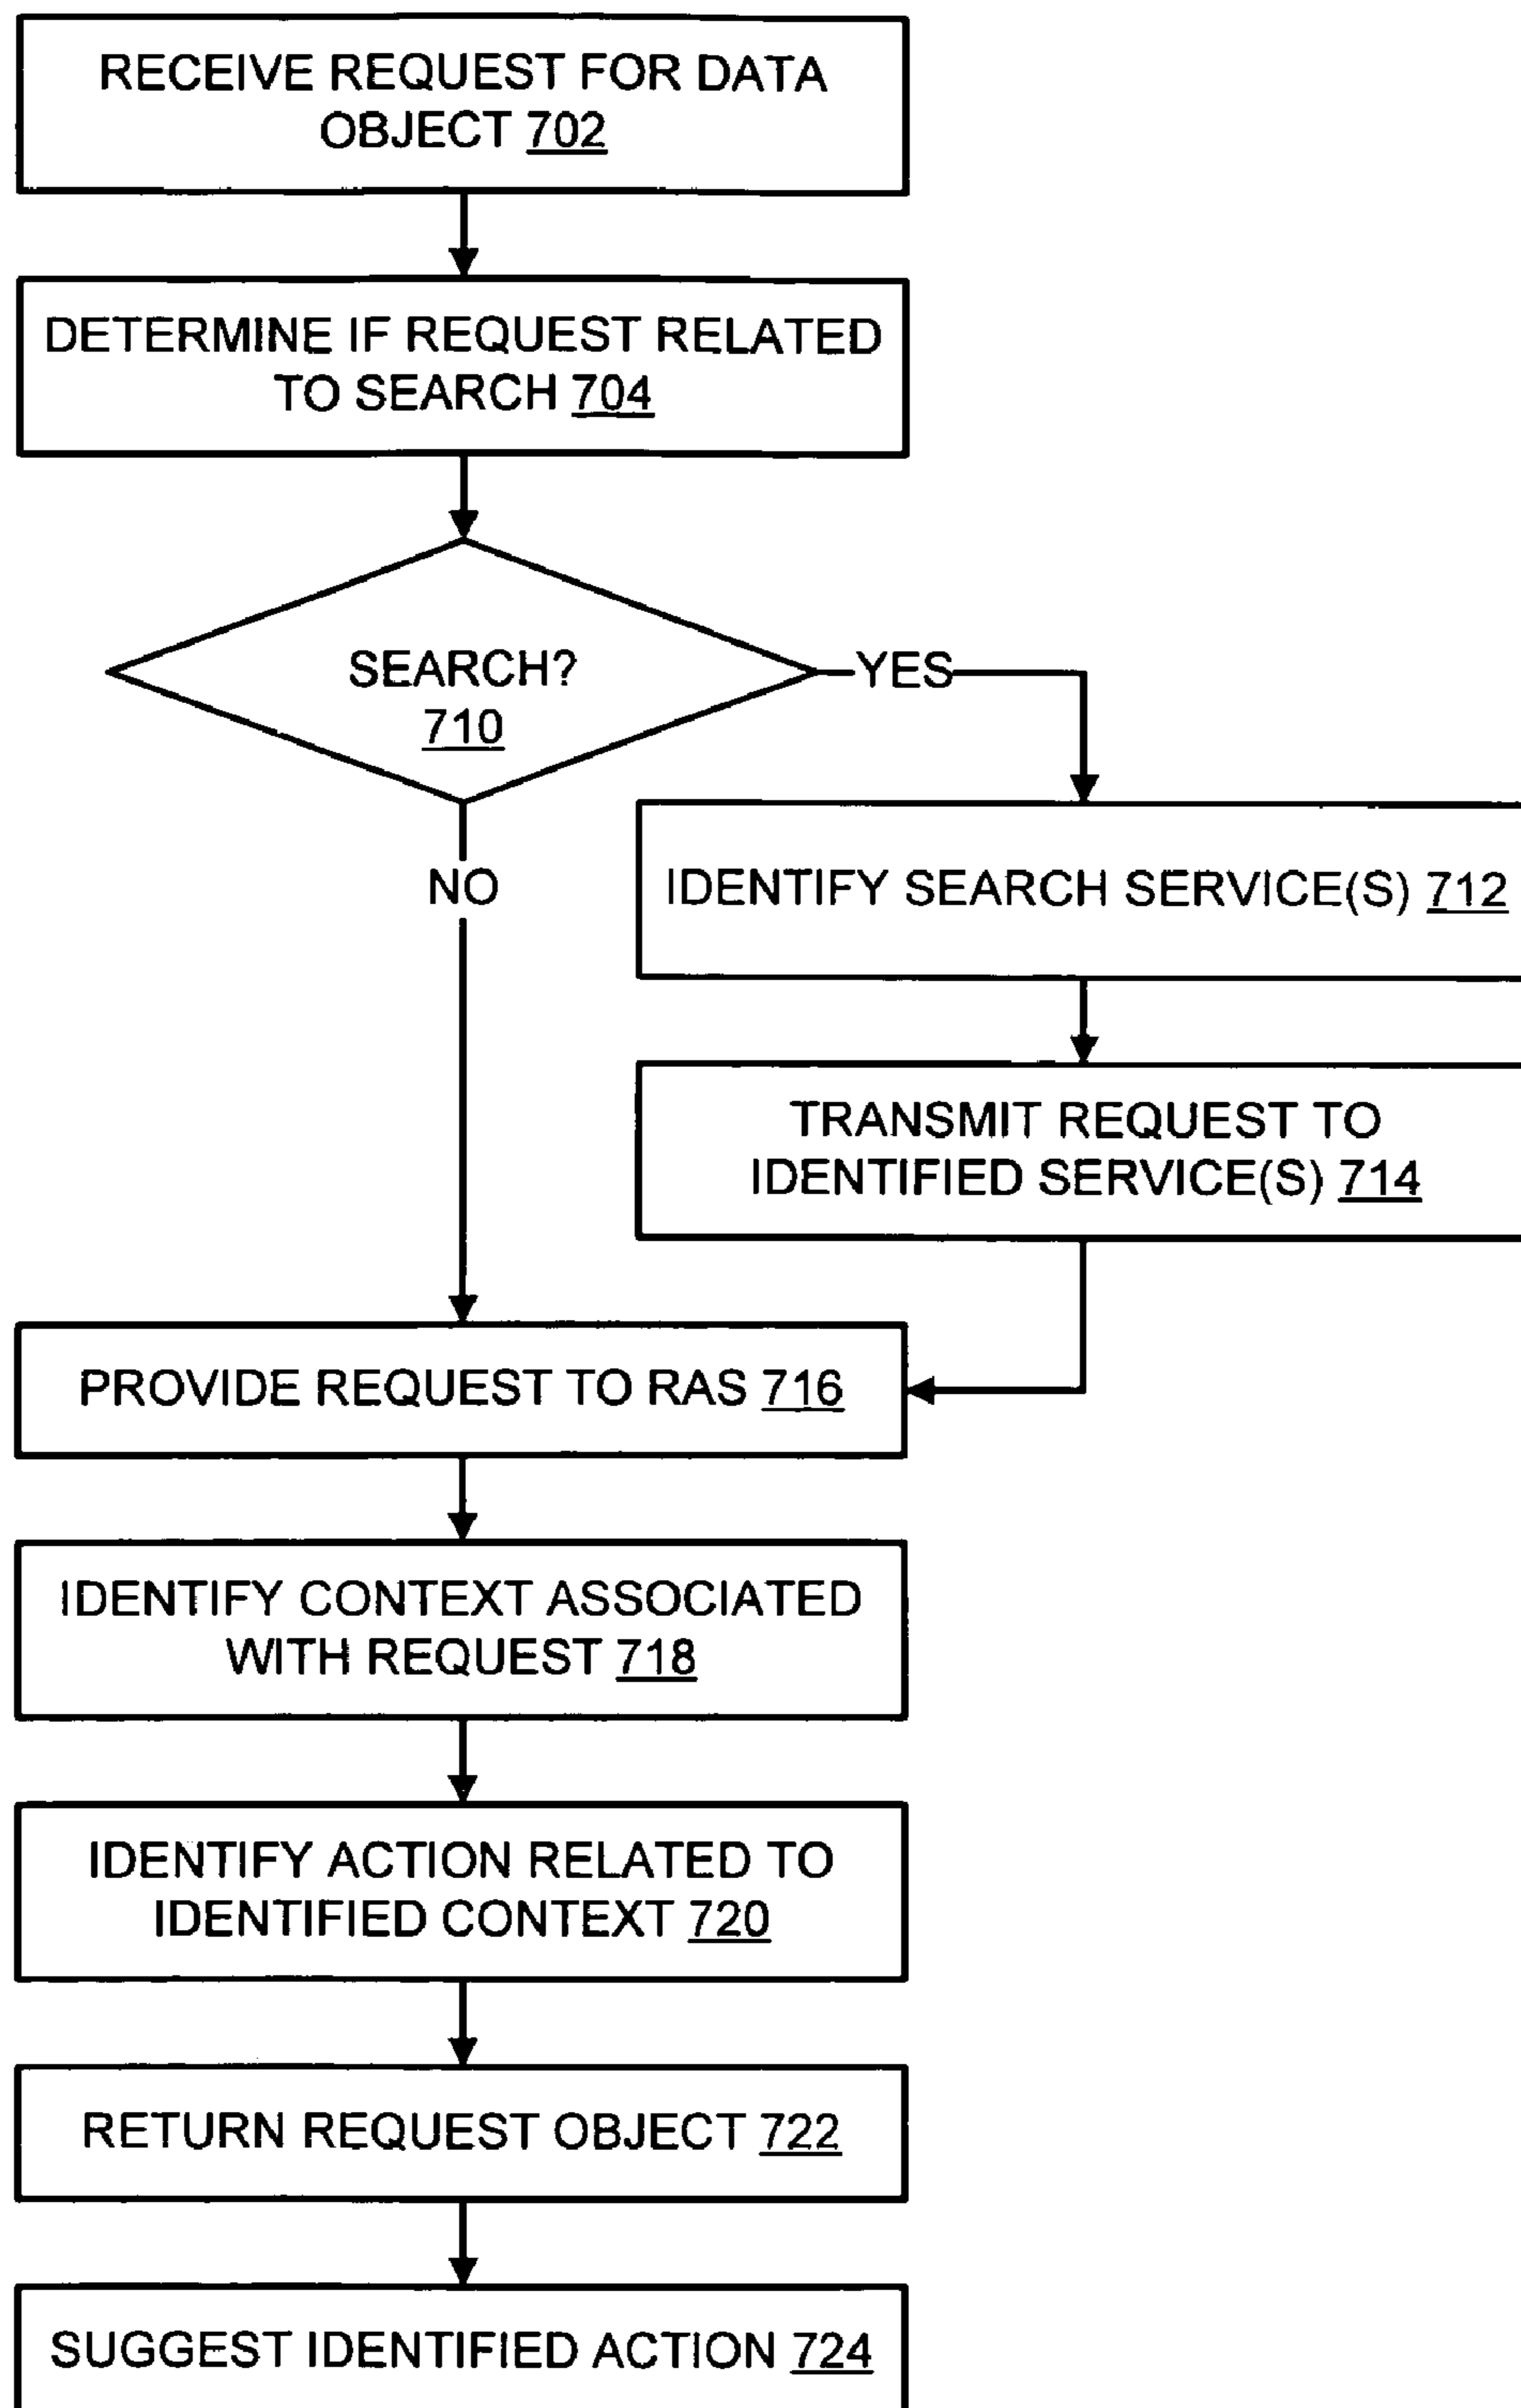 RECEIVE REQUEST FOR DATA
OBJECT 702
DETERMINE IF REQUEST RELATED
TO SEARCH 704
SEARCH?
710
YES
NO
IDENTIFY SEARCH SERVICE(S) 712
TRANSMIT REQUEST TO
IDENTIFIED SERVICE(S) 714
PROVIDE REQUEST TO RAS 716
IDENTIFY CONTEXT ASSOCIATED
WITH REQUEST 718
IDENTIFY ACTION RELATED TO
IDENTIFIED CONTEXT 720
RETURN REQUEST OBJECT 722
SUGGEST IDENTIFIED ACTION 724